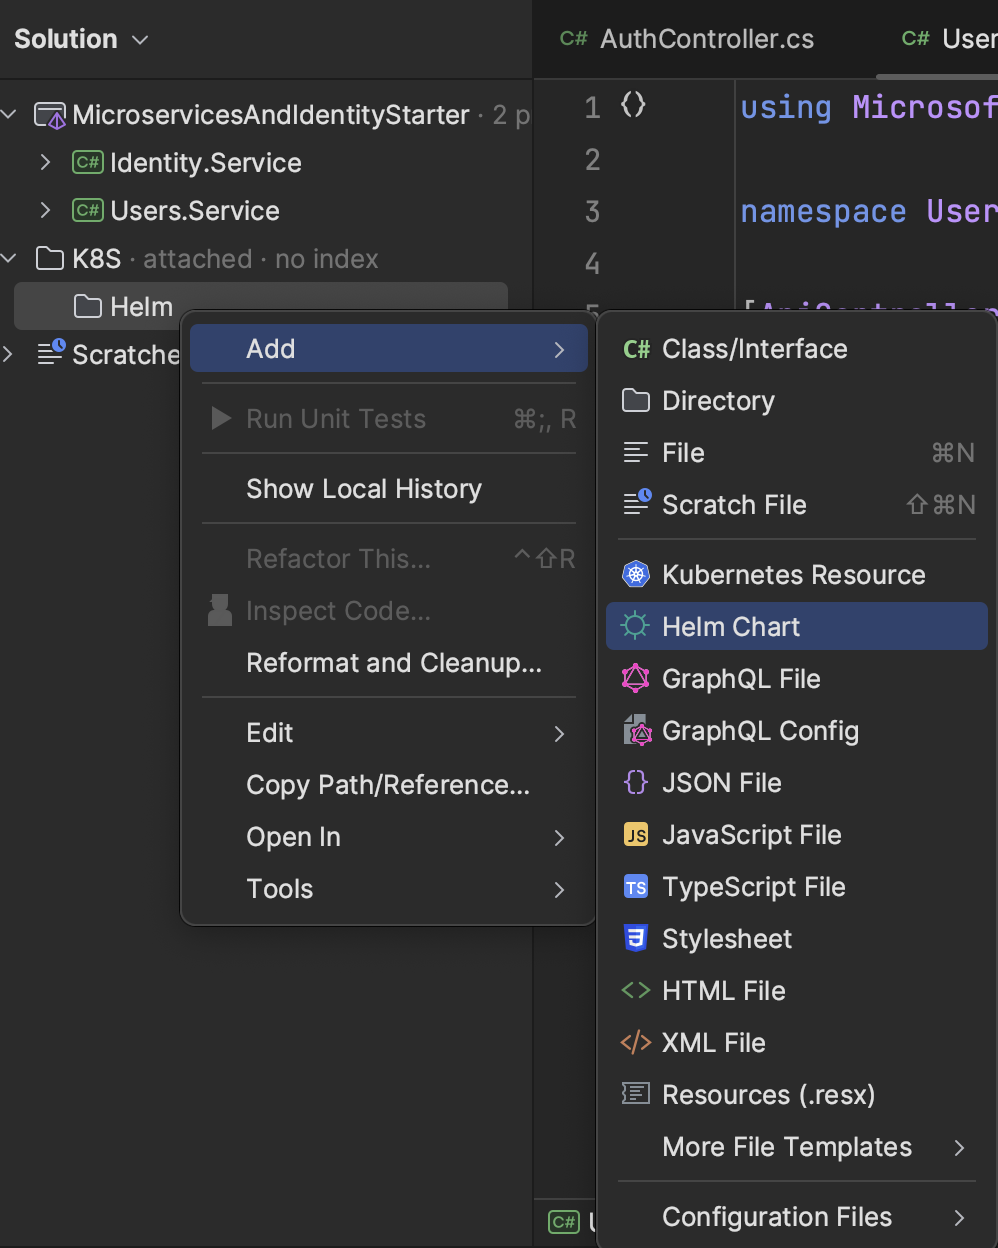 Solution
C# AuthController.cs
C# User
MicroservicesAndIdentityStarter · 2 p
C# Identity.Service
C# Users.Service
K8S · attached · no index
Helm
Scratche
1 {} using Microsof
2
3 namespace User
4
5 [ApiController
Add
Run Unit Tests ⌘;, R
Show Local History
Refactor This... ^⇧R
Inspect Code...
Reformat and Cleanup...
Edit
Copy Path/Reference...
Open In
Tools
C# Class/Interface
Directory
File ⌘N
Scratch File ⇧⌘N
Kubernetes Resource
Helm Chart
GraphQL File
GraphQL Config
{} JSON File
JS JavaScript File
TS TypeScript File
Stylesheet
<> HTML File
</> XML File
Resources (.resx)
More File Templates
Configuration Files
C# U